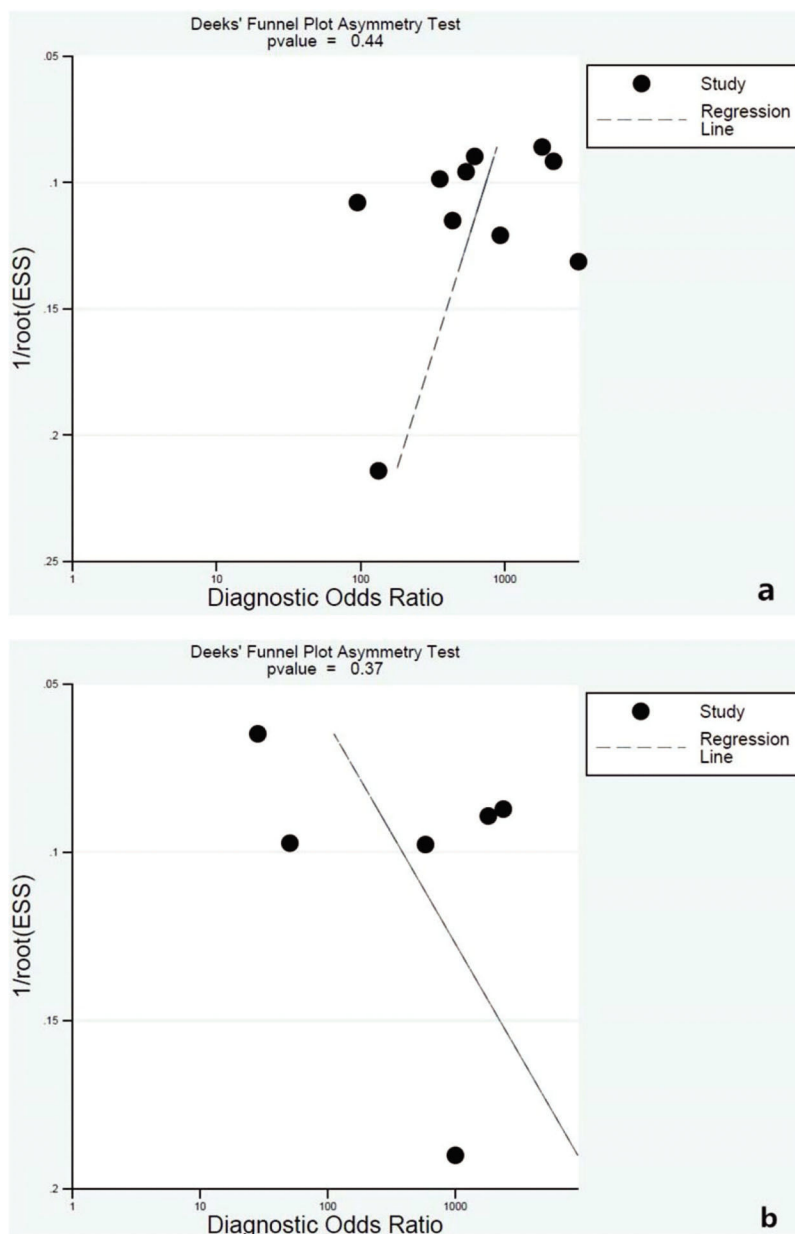 Deeks' Funnel Plot Asymmetry Test
pvalue = 0.44
.05
.1
.15
.2
.25
1/root(ESS)
1
10
100
1000
Diagnostic Odds Ratio
Study
Regression
Line
a
Deeks' Funnel Plot Asymmetry Test
pvalue = 0.37
.05
.1
.15
.2
1/root(ESS)
1
10
100
1000
Diagnostic Odds Ratio
Study
Regression
Line
b